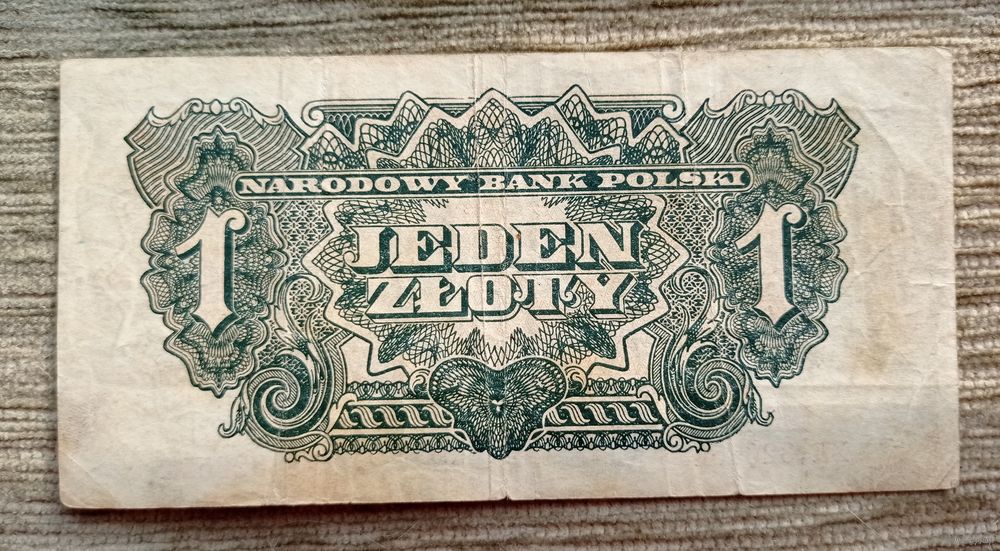 NARODOWY BANK POLSKI
1 JEDEN 1
ZŁOTY